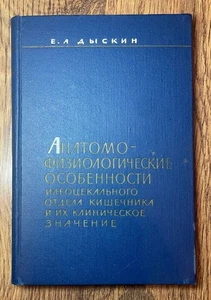 Е. А. ДЫСКИН
АНАТОМО-
ФИЗИОЛОГИЧЕСКИЕ
ОСОБЕННОСТИ
ИЛЕОЦЕКАЛЬНОГО
ОТДЕЛА КИШЕЧНИКА
И ИХ КЛИНИЧЕСКОЕ
ЗНАЧЕНИЕ